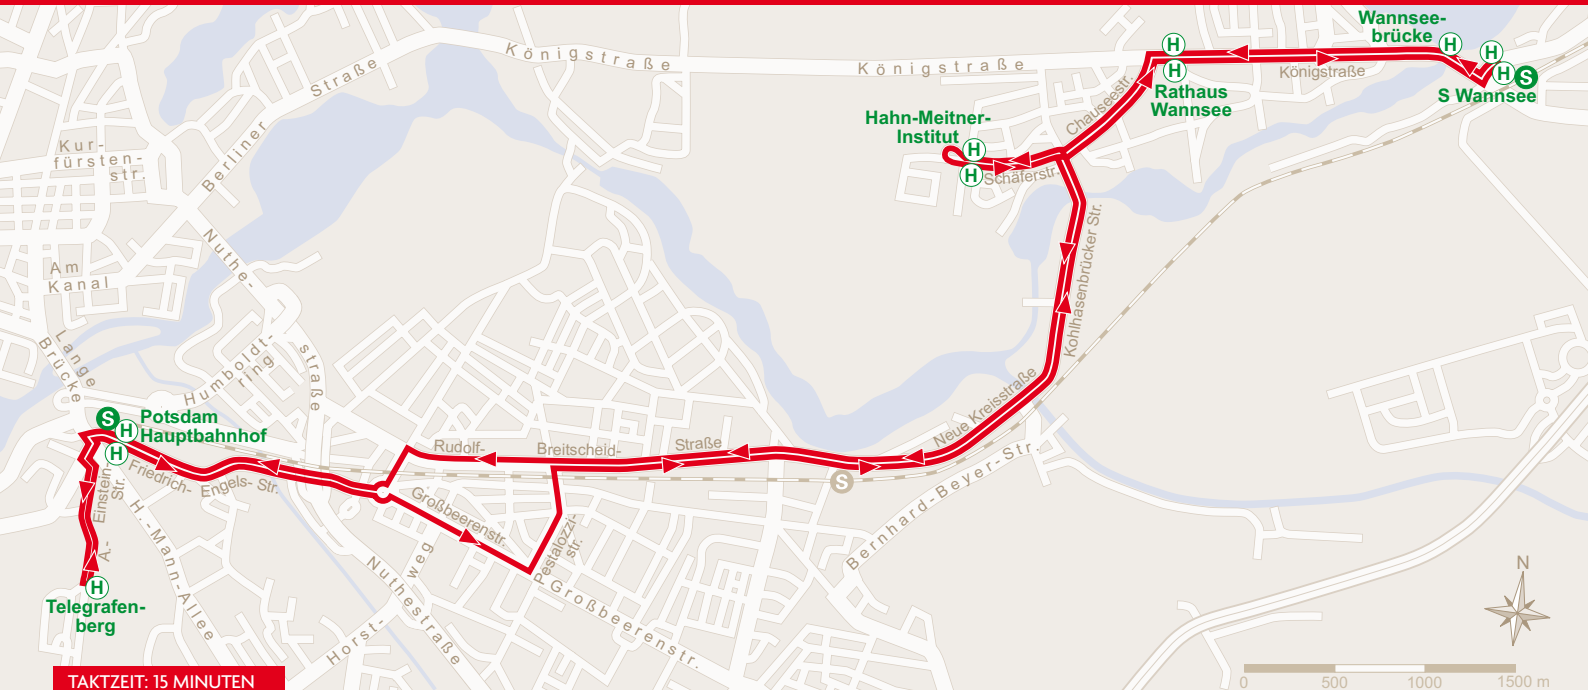 Königstraße
Königstraße
Königstraße
Wannsee-
brücke
H
H
H
S
S Wannsee
H
H
Rathaus
Wannsee
Chausseestr.
Hahn-Meitner-
Institut
H
H
Schäferstr.
Kohlhasenbrücker Str.
Neue Kreisstraße
Berliner Straße
Kur-
fürsten-
str.
Am
Kanal
Nuthe-
straße
Lange
Brücke
Humboldt-
ring
S
H
H
Potsdam
Hauptbahnhof
Friedrich- Engels- Str.
A.- Einstein-
Str.
H.-Mann-Allee
H
Telegrafen-
berg
Rudolf- Breitscheid- Straße
Großbeerenstr.
Pestalozzi-
str.
Großbeerenstr.
Nuthestraße
Horst-
weg
S
Bernhard-Beyer-Str.
N
0 500 1000 1500 m
TAKTZEIT: 15 MINUTEN